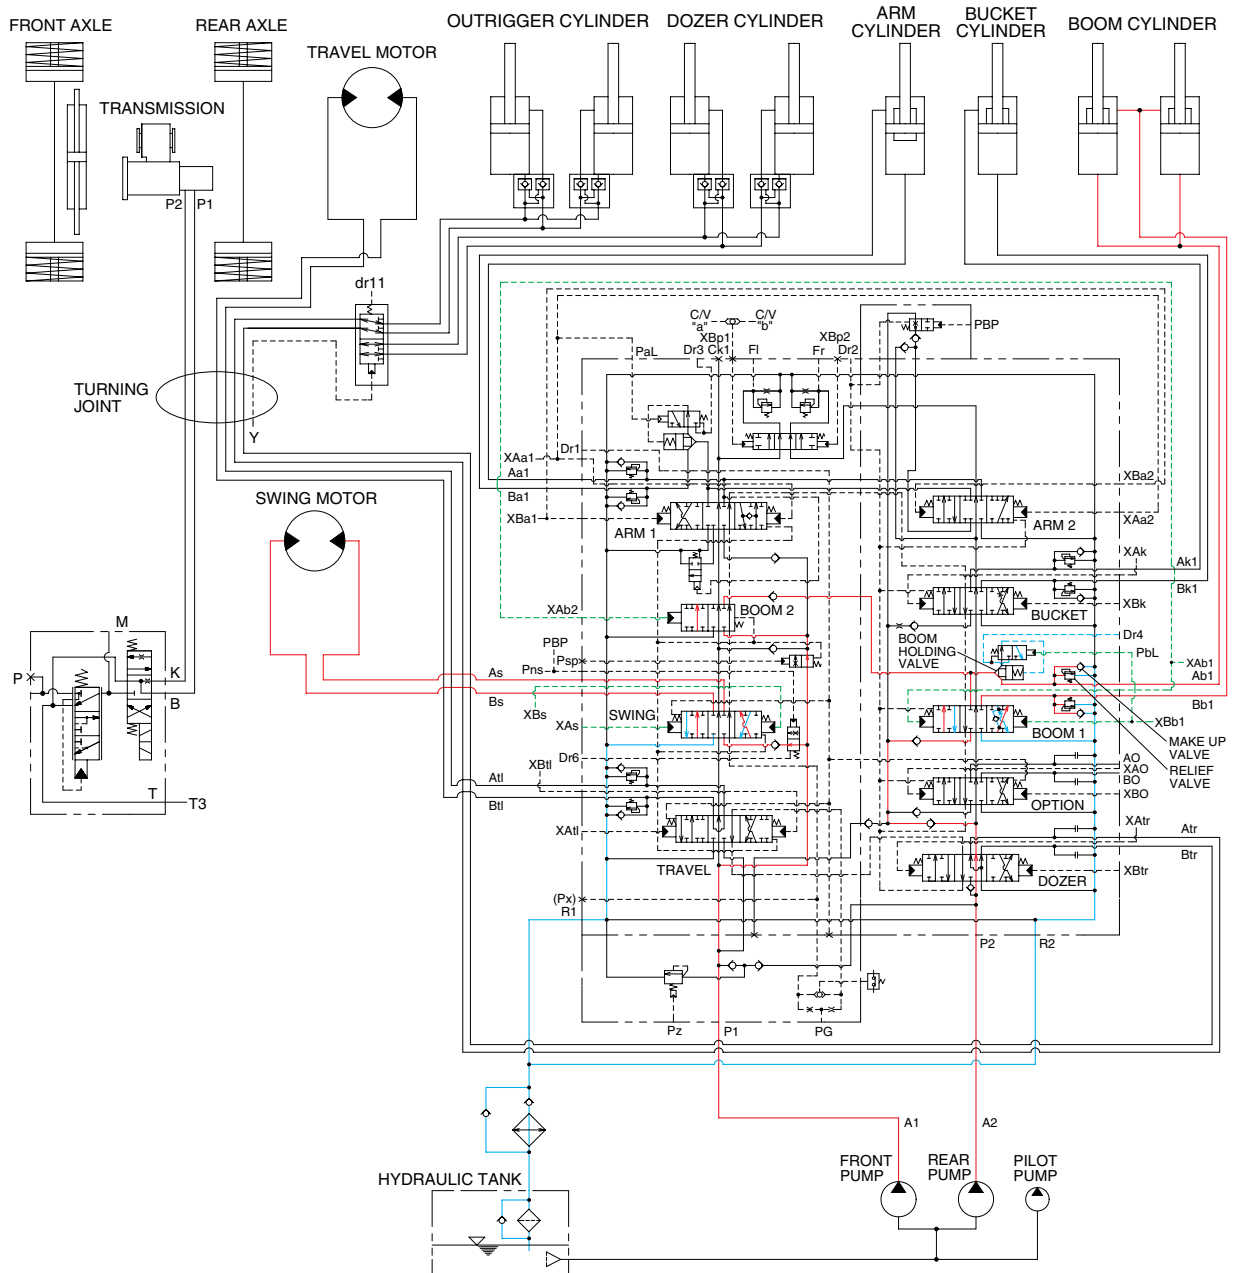 FRONT AXLE
REAR AXLE
TRAVEL MOTOR
OUTRIGGER CYLINDER
DOZER CYLINDER
ARM
CYLINDER
BUCKET
CYLINDER
BOOM CYLINDER
TRANSMISSION
P2
P1
dr11
TURNING
JOINT
Y
C/V
"a"
C/V
"b"
XBp1
XBp2
PaL
Dr3
Ck1
Fl
Fr
Dr2
PBP
Dr1
XAa1
Aa1
Ba1
XBa1
ARM 1
XBa2
ARM 2
XAa2
SWING MOTOR
XAk
Ak1
Bk1
XBk
BUCKET
XAb2
BOOM 2
BOOM
HOLDING
VALVE
Dr4
PbL
PBP
Psp
Pns
XAb1
Ab1
Bb1
M
P
K
B
T
T3
As
Bs
XBs
XAs
SWING
BOOM 1
XBb1
MAKE UP
VALVE
RELIEF
VALVE
Dr6
XBtl
Atl
Btl
XAtl
TRAVEL
AO
XAO
BO
XBO
OPTION
XAtr
Atr
Btr
XBtr
DOZER
(Px)
R1
P2
R2
Pz
P1
PG
A1
A2
FRONT
PUMP
REAR
PUMP
PILOT
PUMP
HYDRAULIC TANK